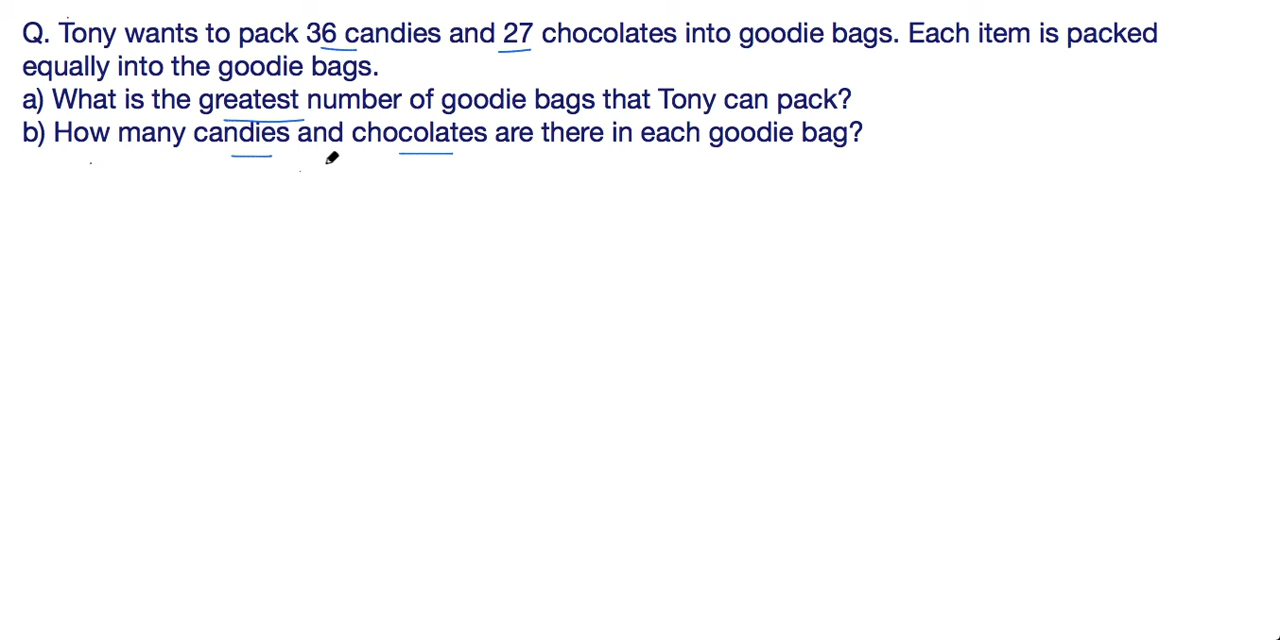 Q. Tony wants to pack 36 candies and 27 chocolates into goodie bags. Each item is packed
equally into the goodie bags.
a) What is the greatest number of goodie bags that Tony can pack?
b) How many candies and chocolates are there in each goodie bag?